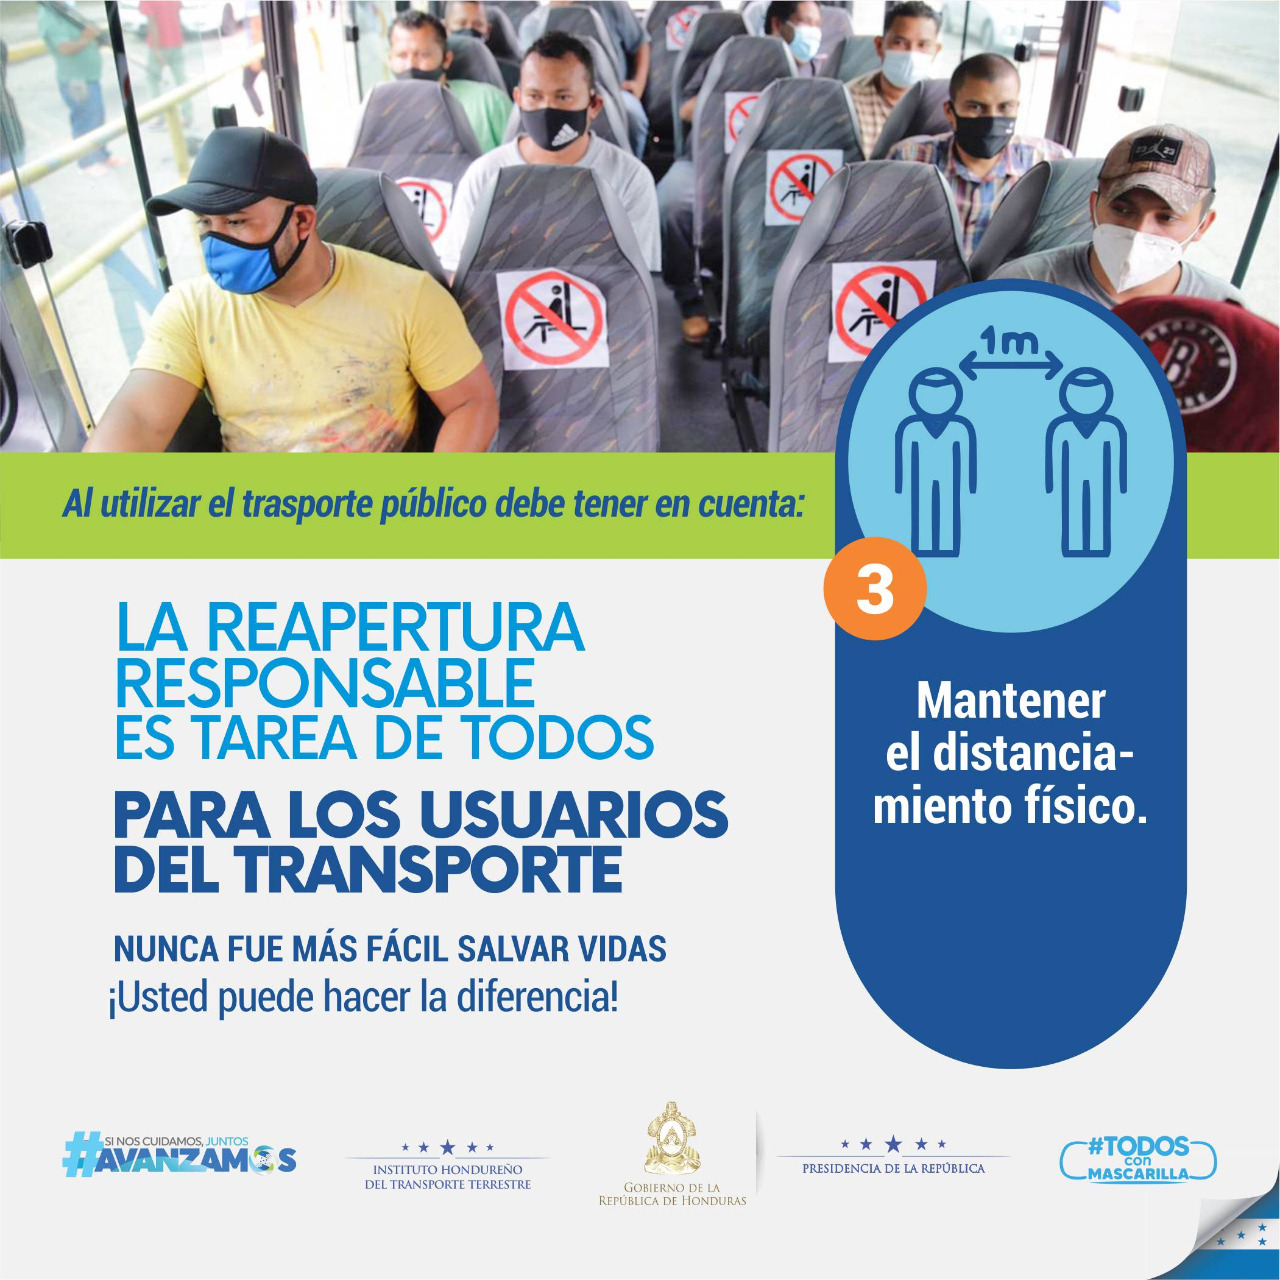 1m
Al utilizar el trasporte público debe tener en cuenta:
3
Mantener
el distancia-
miento físico.
LA REAPERTURA
RESPONSABLE
ES TAREA DE TODOS
PARA LOS USUARIOS
DEL TRANSPORTE
NUNCA FUE MÁS FÁCIL SALVAR VIDAS
¡Usted puede hacer la diferencia!
SI NOS CUIDAMOS, JUNTOS
#AVANZAMOS
INSTITUTO HONDUREÑO
DEL TRANSPORTE TERRESTRE
GOBIERNO DE LA
REPÚBLICA DE HONDURAS
PRESIDENCIA DE LA REPÚBLICA
#TODOS
con
MASCARILLA